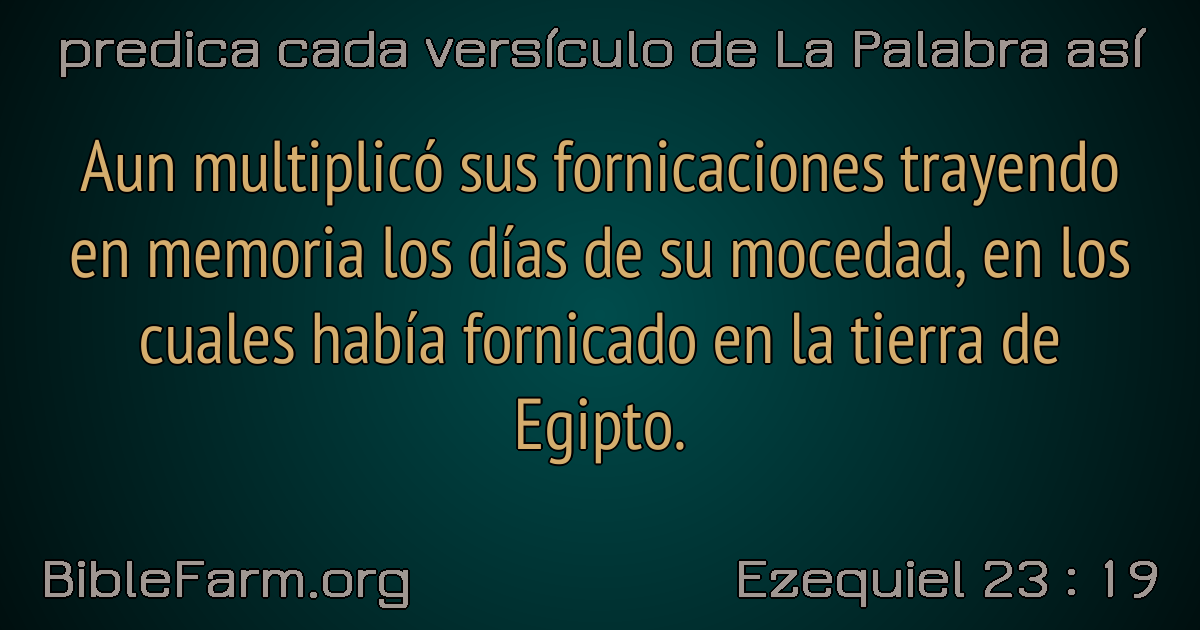 predica cada versículo de La Palabra así
Aun multiplicó sus fornicaciones trayendo
en memoria los días de su mocedad, en los
cuales había fornicado en la tierra de
Egipto.
BibleFarm.org
Ezequiel 23 : 19